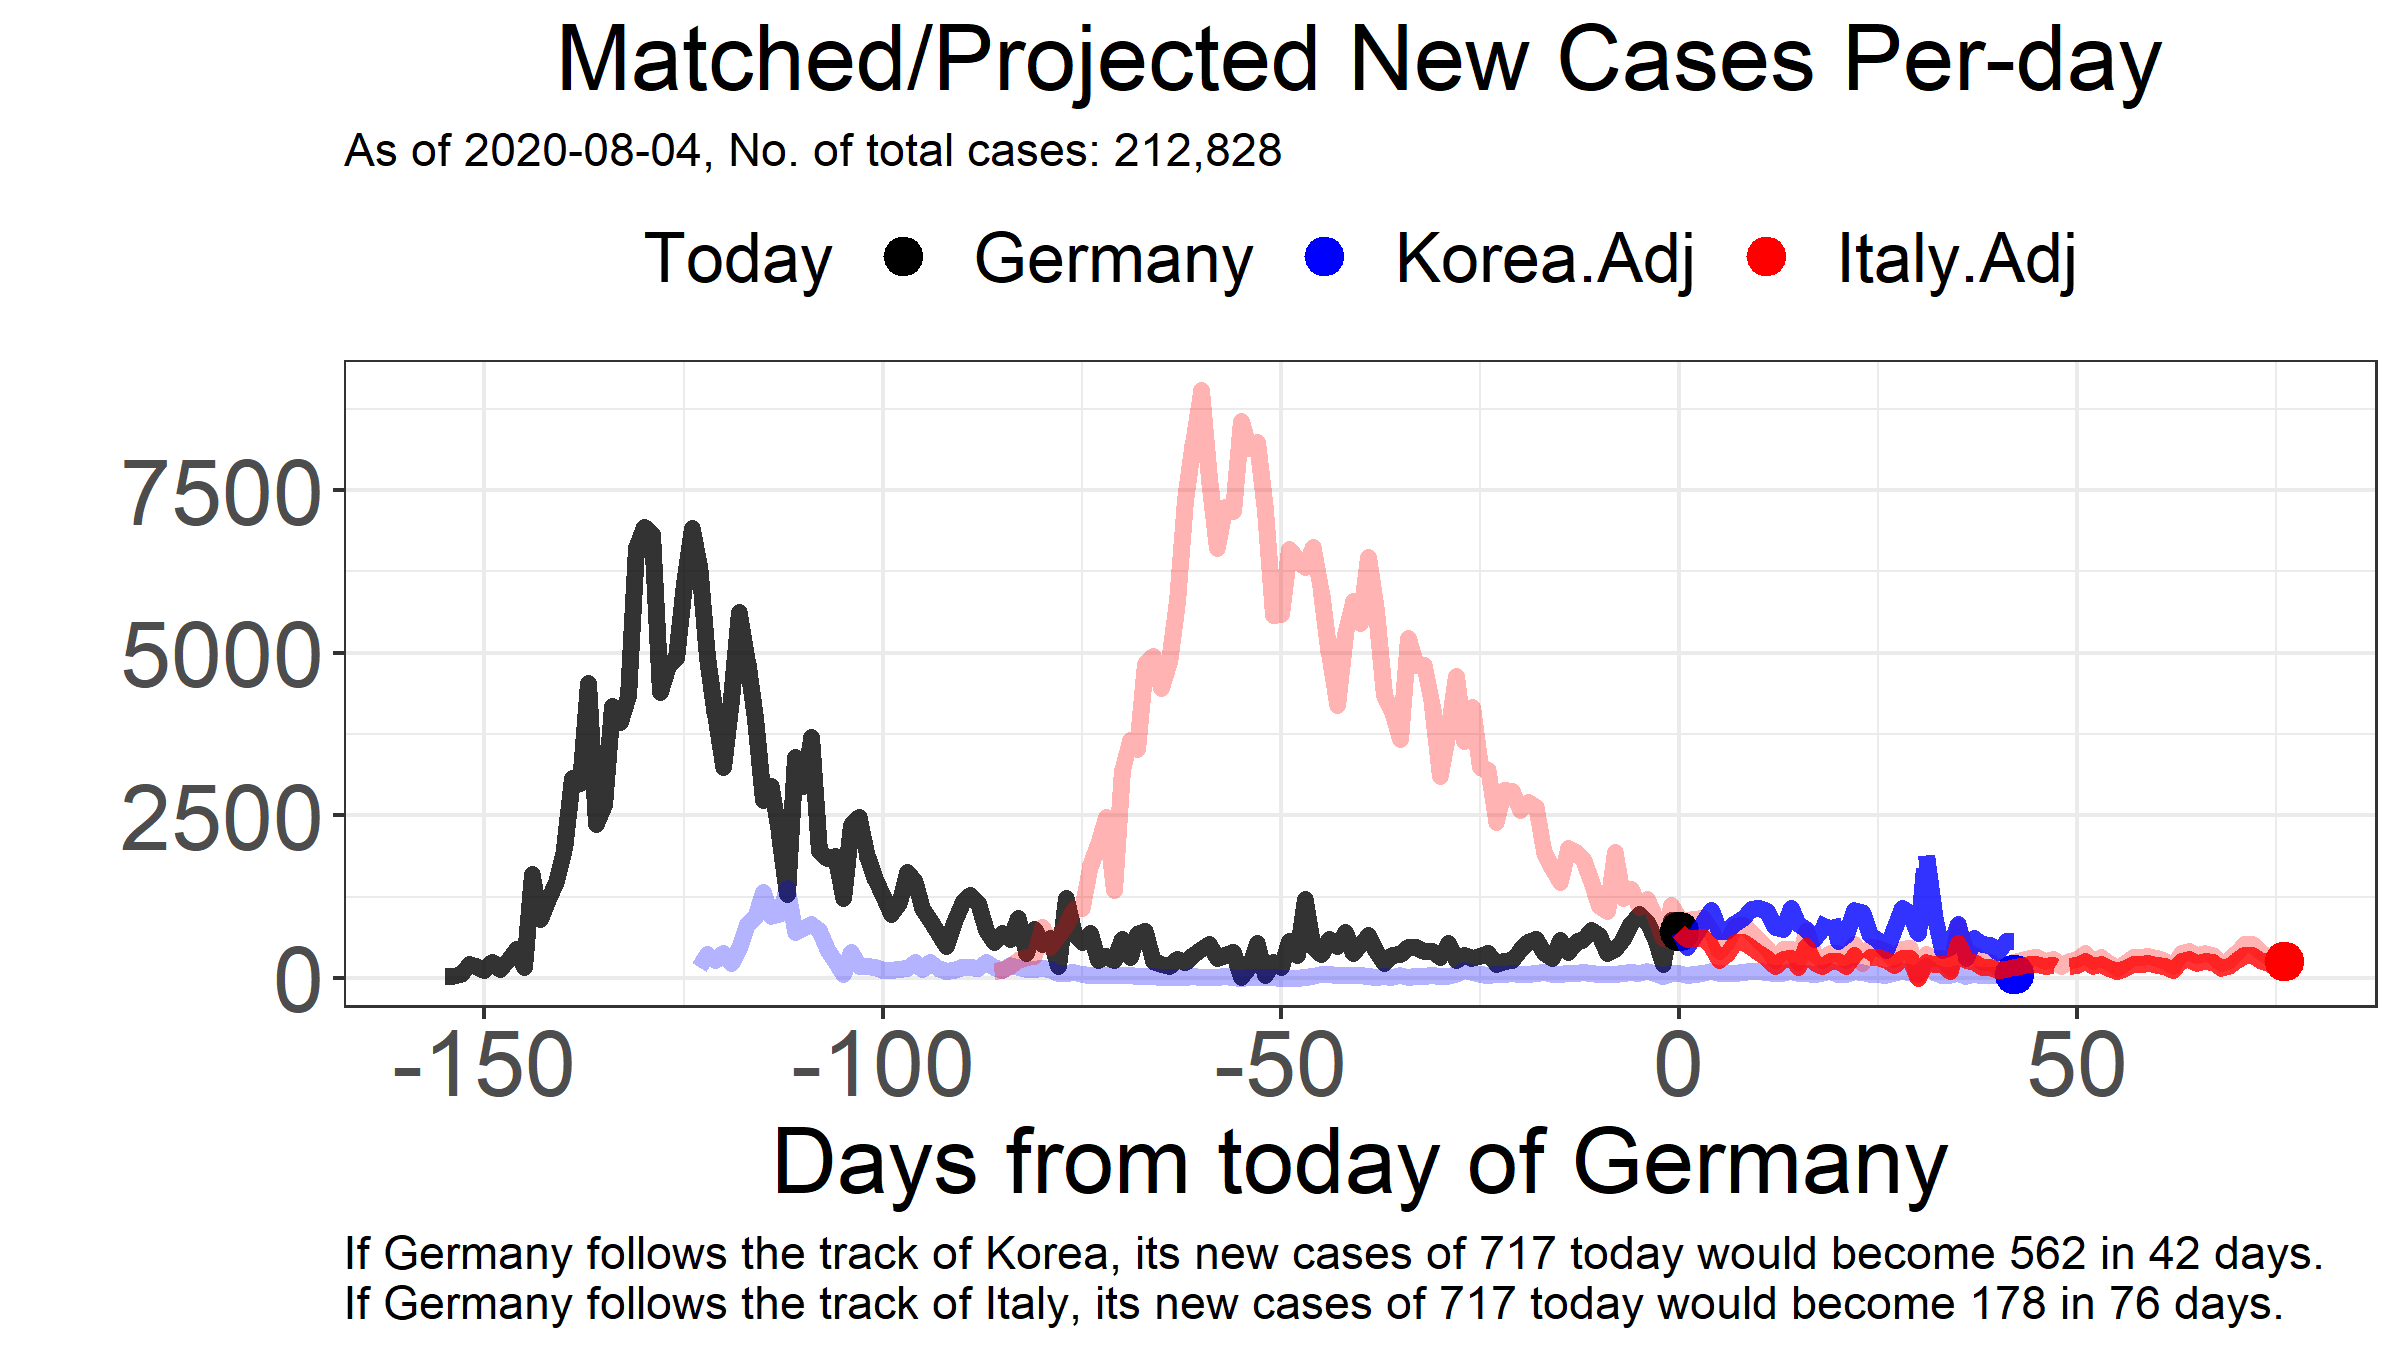 Matched/Projected New Cases Per-day
As of 2020-08-04, No. of total cases: 212,828
Today Germany Korea.Adj Italy.Adj
7500
5000
2500
0
-150 -100 -50 0 50
Days from today of Germany
If Germany follows the track of Korea, its new cases of 717 today would become 562 in 42 days.
If Germany follows the track of Italy, its new cases of 717 today would become 178 in 76 days.